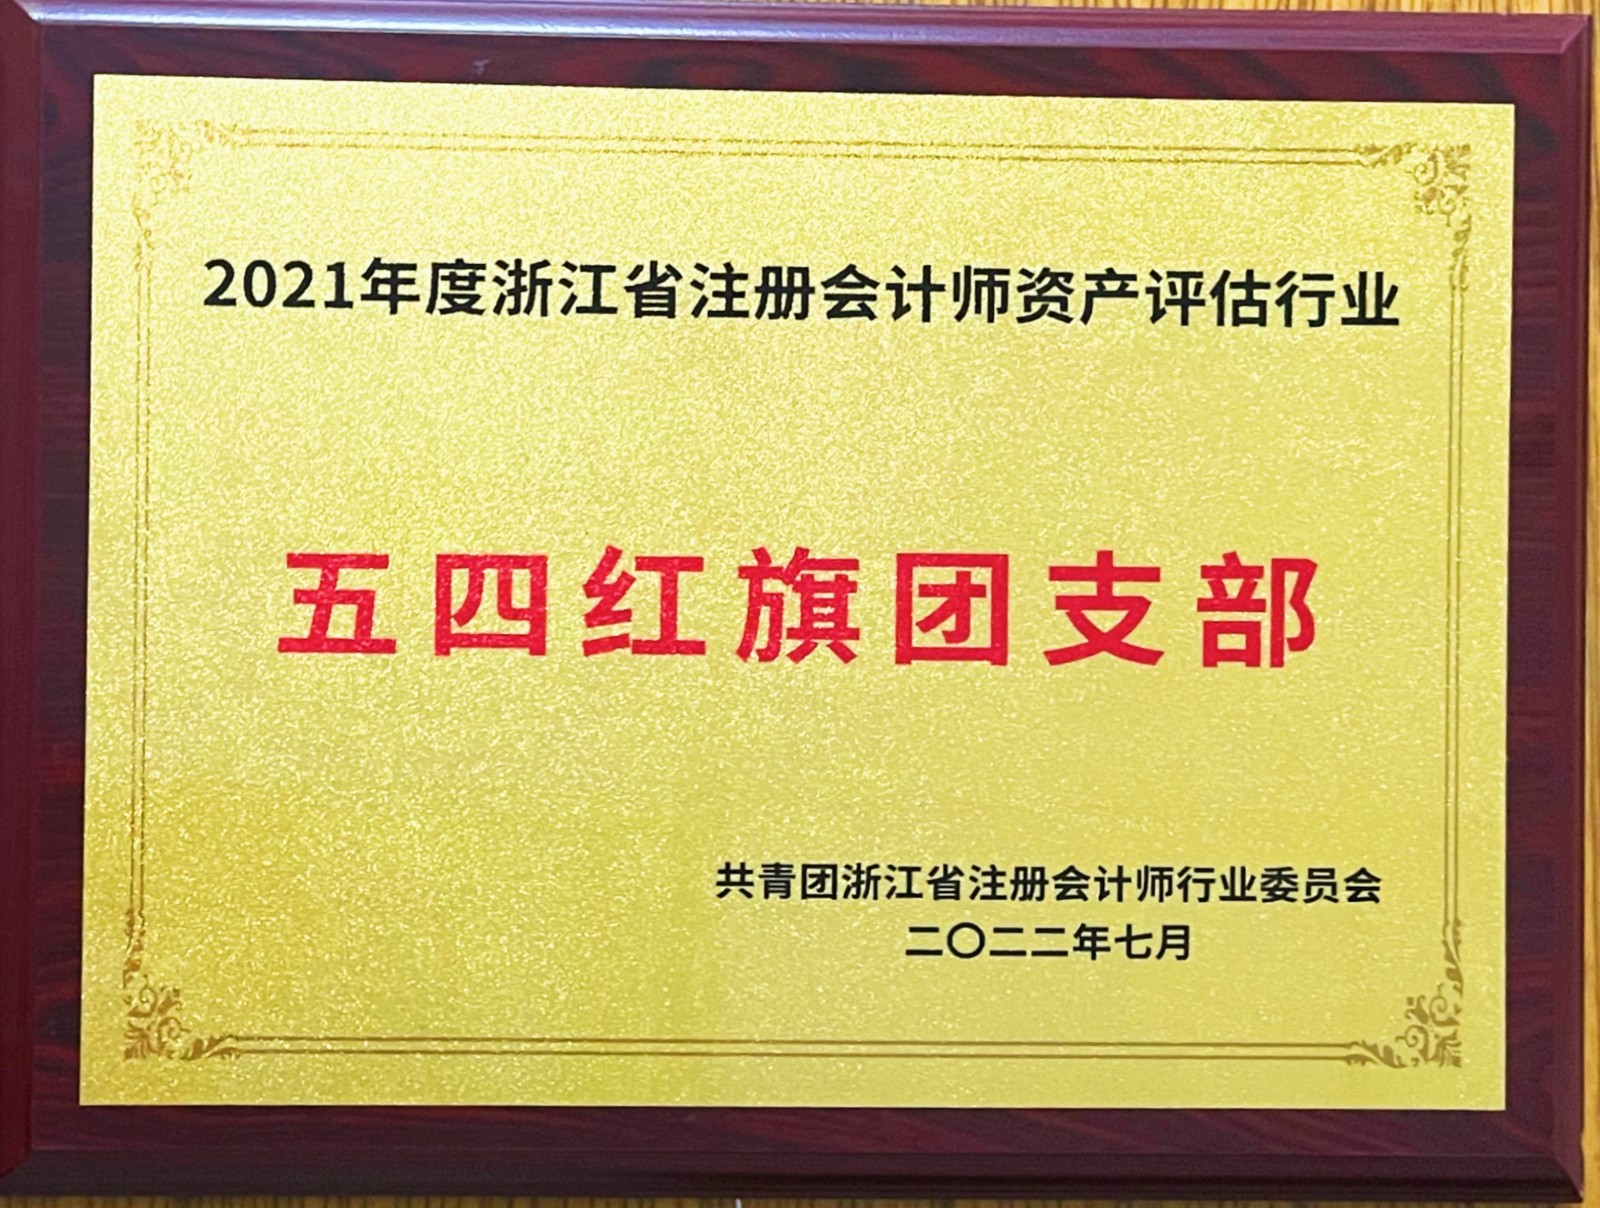 2021年度浙江省注册会计师资产评估行业
五四红旗团支部
共青团浙江省注册会计师行业委员会
二〇二二年七月